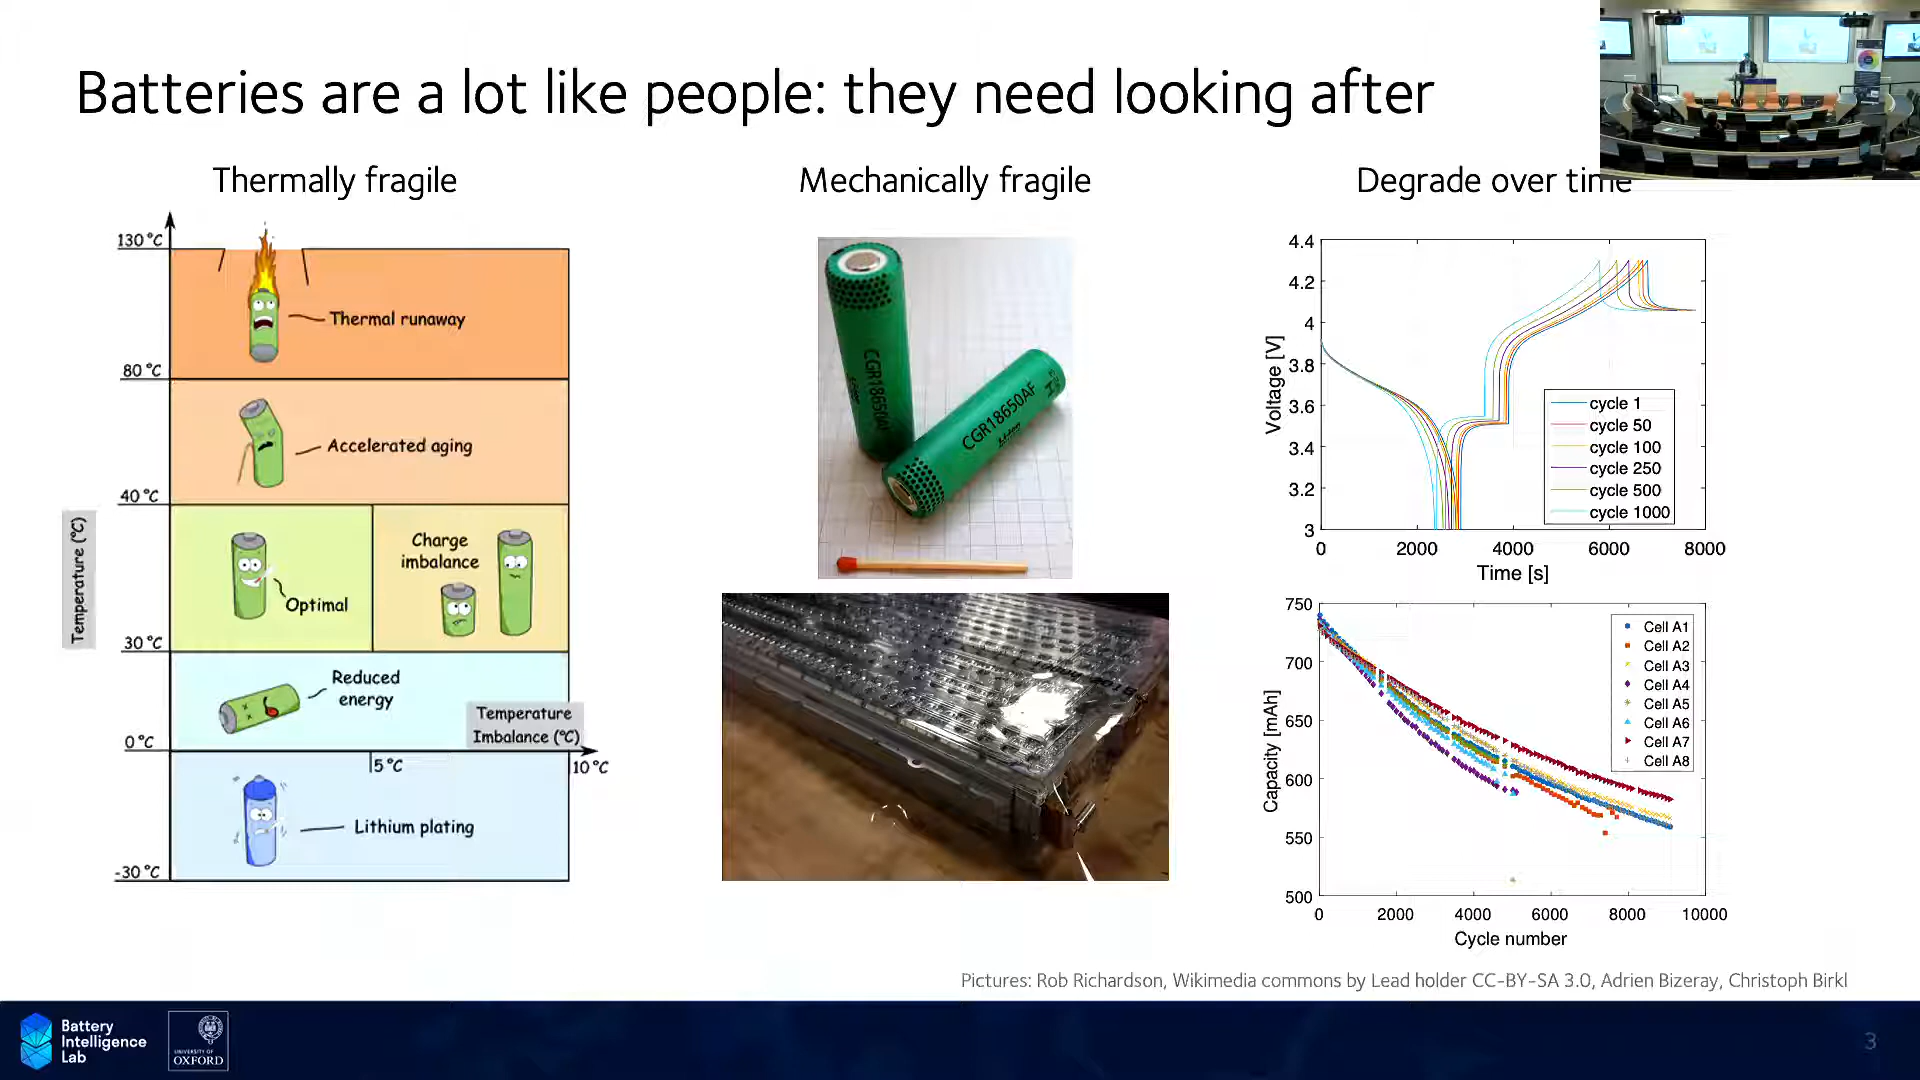 Batteries are a lot like people: they need looking after
Thermally fragile
130 °C
Thermal runaway
80 °C
Accelerated aging
40 °C
Charge
imbalance
Optimal
30 °C
Reduced
energy
Temperature
Imbalance (°C)
0 °C
5 °C
10 °C
Lithium plating
-30 °C
Temperature (°C)
Mechanically fragile
CGR18650AF
CGR18650AF
Li-ion
Degrade over time
4.4
4.2
4
3.8
3.6
3.4
3.2
3
Voltage [V]
cycle 1
cycle 50
cycle 100
cycle 250
cycle 500
cycle 1000
0
2000
4000
6000
8000
Time [s]
750
700
650
600
550
500
Capacity [mAh]
Cell A1
Cell A2
Cell A3
Cell A4
Cell A5
Cell A6
Cell A7
Cell A8
0
2000
4000
6000
8000
10000
Cycle number
Pictures: Rob Richardson, Wikimedia commons by Lead holder CC-BY-SA 3.0, Adrien Bizeray, Christoph Birkl
Battery
Intelligence
Lab
UNIVERSITY OF
OXFORD
3